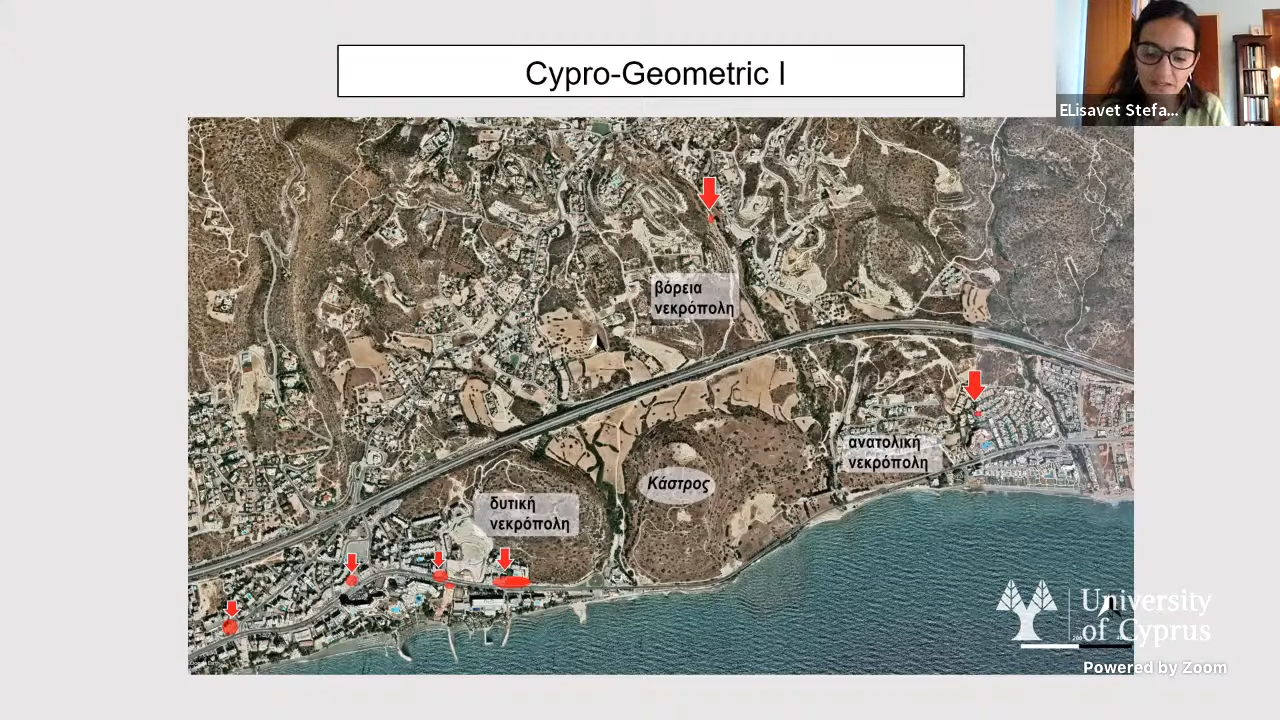 Cypro-Geometric I
ELisavet Stefa...
βόρεια
νεκρόπολη
ανατολική
νεκρόπολη
Κάστρος
δυτική
νεκρόπολη
University
of Cyprus
Powered by Zoom